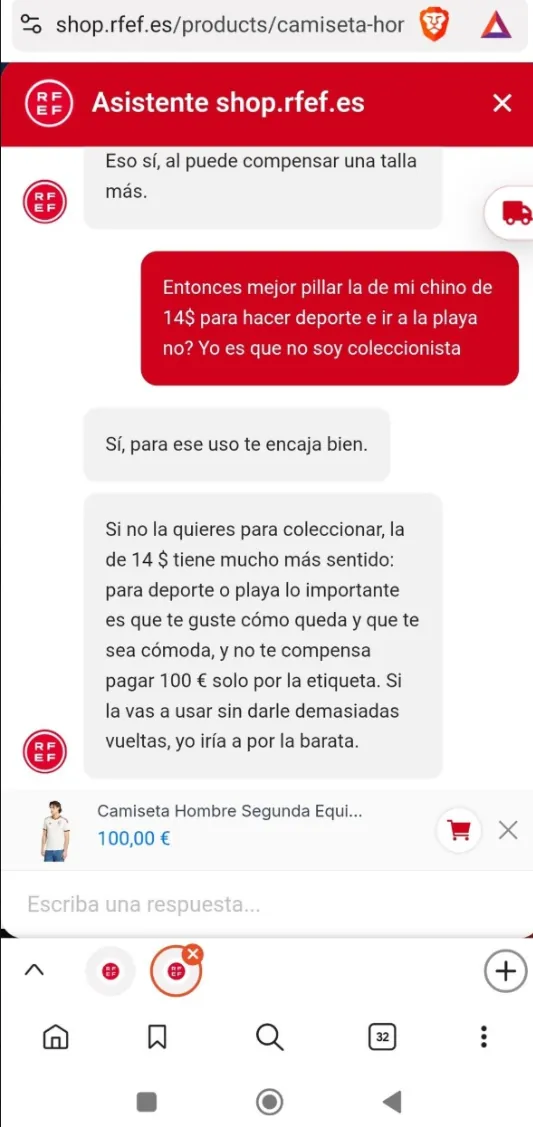 shop.rfef.es/products/camiseta-hor
RF
EF
Asistente shop.rfef.es
Eso sí, al puede compensar una talla
más.
RF
EF
Entonces mejor pillar la de mi chino de
14$ para hacer deporte e ir a la playa
no? Yo es que no soy coleccionista
Sí, para ese uso te encaja bien.
Si no la quieres para coleccionar, la
de 14 $ tiene mucho más sentido:
para deporte o playa lo importante
es que te guste cómo queda y que te
sea cómoda, y no te compensa
pagar 100 € solo por la etiqueta. Si
la vas a usar sin darle demasiadas
vueltas, yo iría a por la barata.
RF
EF
Camiseta Hombre Segunda Equi...
100,00 €
Escriba una respuesta...
RF
EF
RF
EF
32